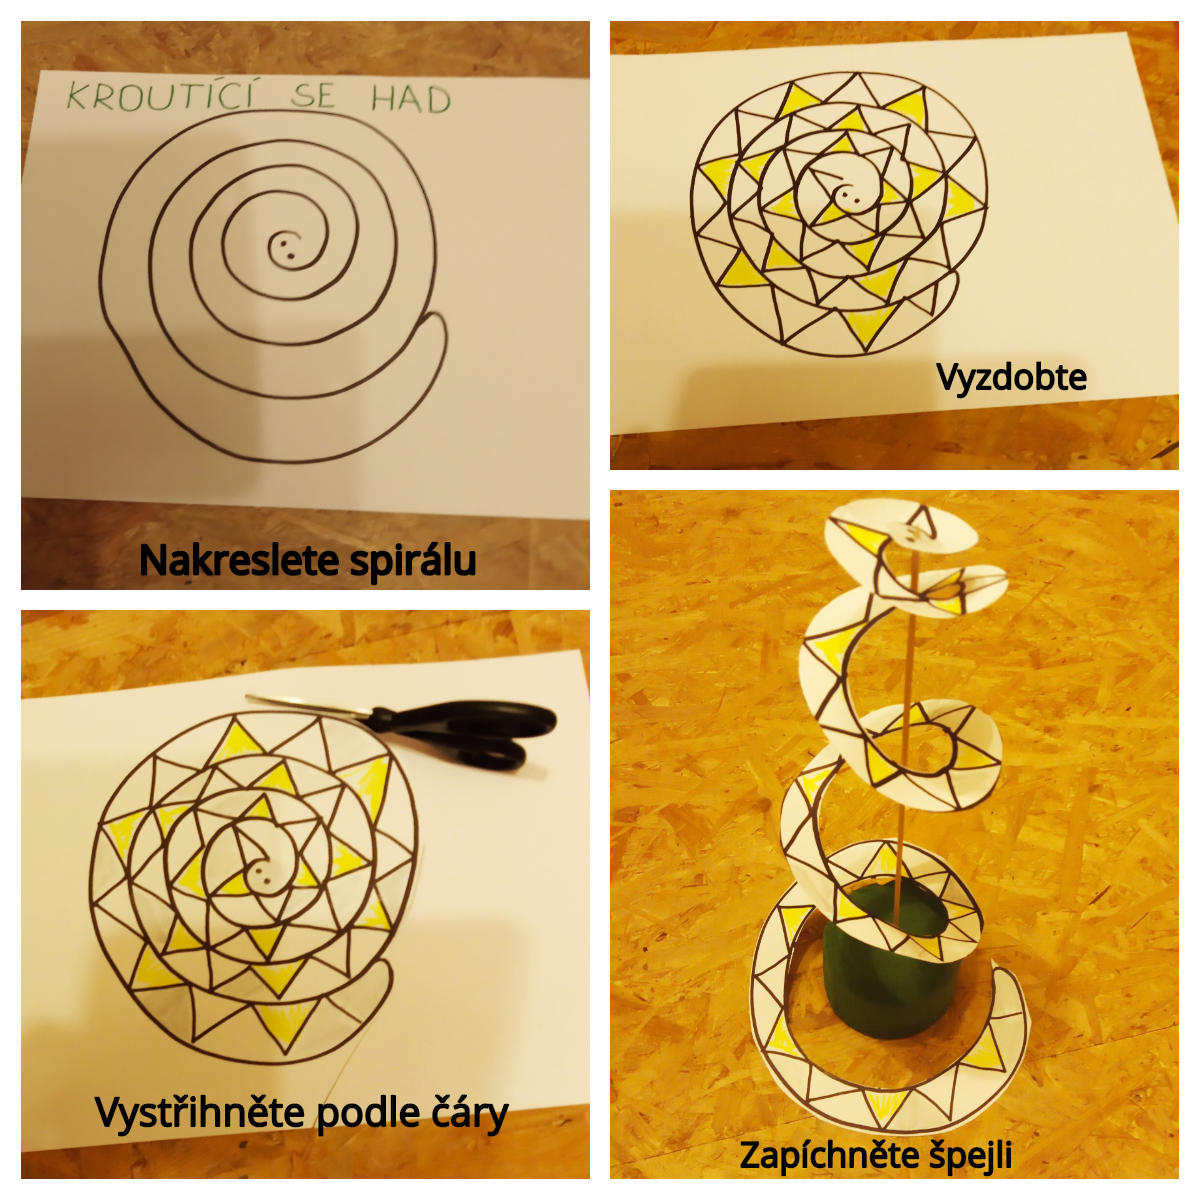 KROUTÍCÍ SE HAD
Nakreslete spirálu
Vyzdobte
Vystřihněte podle čáry
Zapíchněte špejli